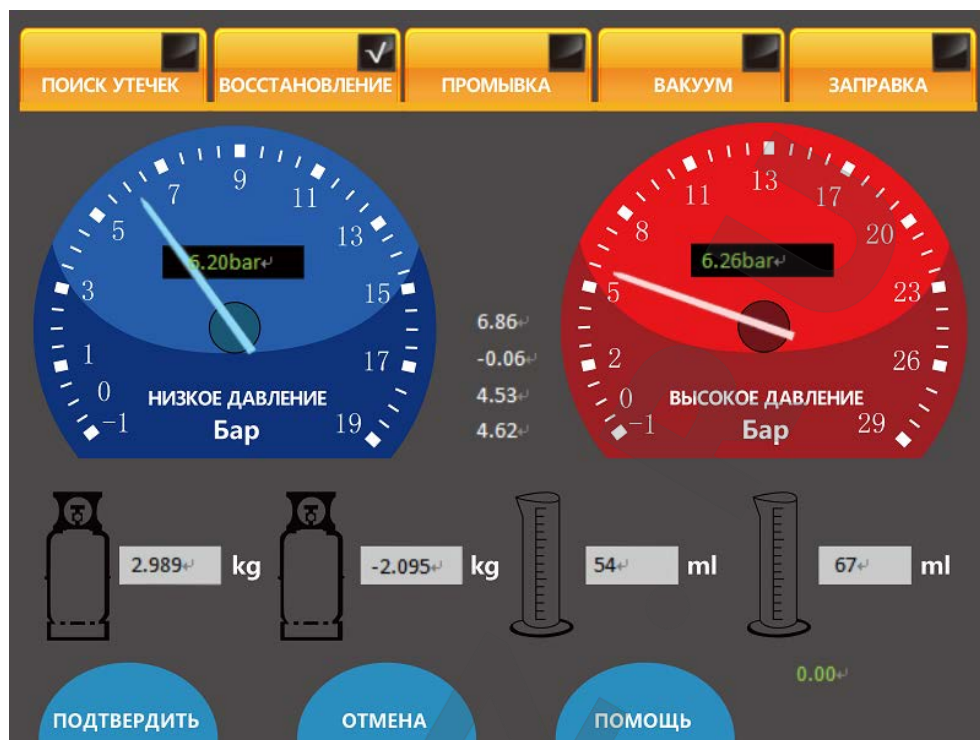 ПОИСК УТЕЧЕК
ВОССТАНОВЛЕНИЕ
ПРОМЫВКА
ВАКУУМ
ЗАПРАВКА
-1 0 1 3 5 7 9 11 13 15 17 19
6.20bar
НИЗКОЕ ДАВЛЕНИЕ
Бар
6.86
-0.06
4.53
4.62
-1 0 2 5 8 11 13 17 20 23 26 29
6.26bar
ВЫСОКОЕ ДАВЛЕНИЕ
Бар
2.989 kg
-2.095 kg
54 ml
67 ml
0.00
ПОДТВЕРДИТЬ
ОТМЕНА
ПОМОЩЬ